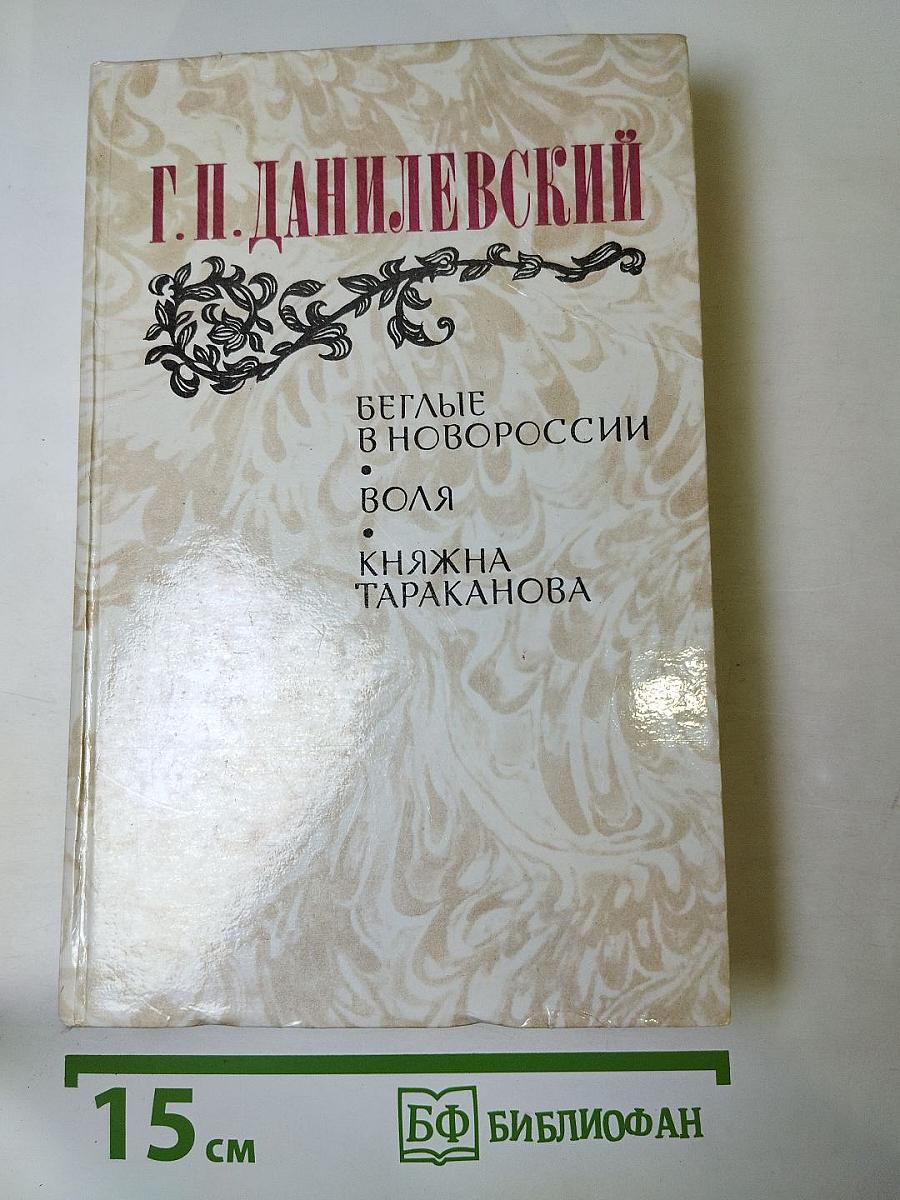 Г.П.ДАНИЛЕВСКИЙ
БЕГЛЫЕ
В НОВОРОССИИ
•
ВОЛЯ
•
КНЯЖНА
ТАРАКАНОВА
15 см
БФ БИБЛИОФАН